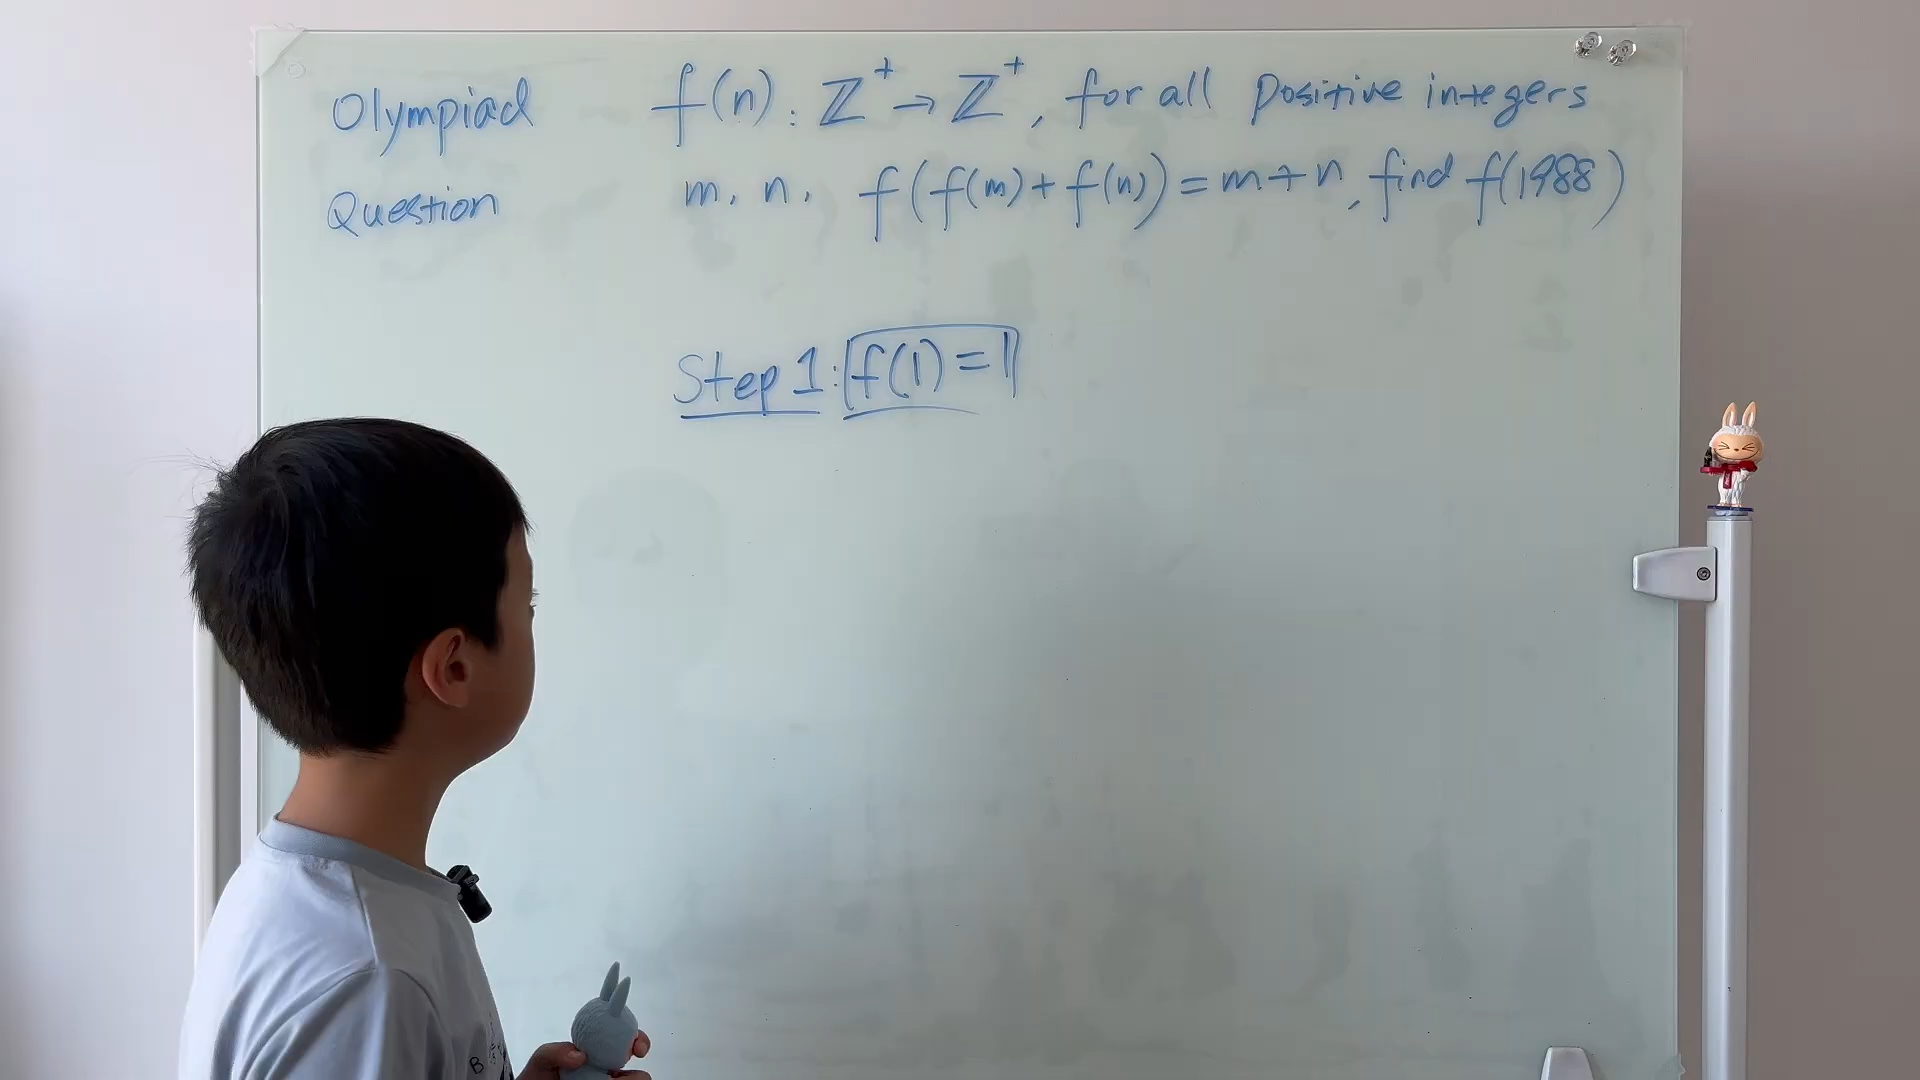 Olympiad f(n): ℤ⁺→ℤ⁺, for all positive integers
Question m, n, f(f(m)+f(n))=m+n, find f(1988)
Step 1: f(1)=1
B